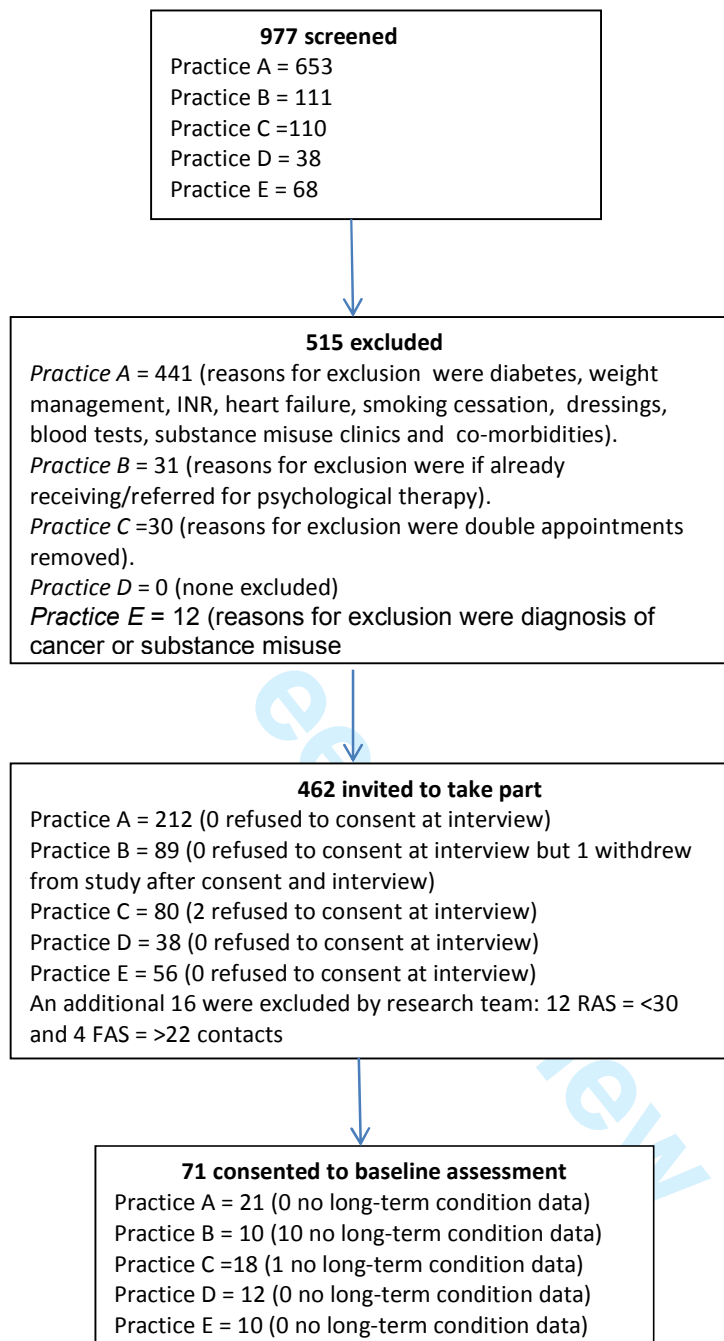 977 screened
Practice A = 653
Practice B = 111
Practice C =110
Practice D = 38
Practice E = 68
515 excluded
Practice A = 441 (reasons for exclusion  were diabetes, weight
management, INR, heart failure, smoking cessation,  dressings,
blood tests, substance misuse clinics and  co-morbidities).
Practice B = 31 (reasons for exclusion were if already
receiving/referred for psychological therapy).
Practice C =30 (reasons for exclusion were double appointments
removed).
Practice D = 0 (none excluded)
Practice E = 12 (reasons for exclusion were diagnosis of
cancer or substance misuse
462 invited to take part
Practice A = 212 (0 refused to consent at interview)
Practice B = 89 (0 refused to consent at interview but 1 withdrew
from study after consent and interview)
Practice C = 80 (2 refused to consent at interview)
Practice D = 38 (0 refused to consent at interview)
Practice E = 56 (0 refused to consent at interview)
An additional 16 were excluded by research team: 12 RAS = <30
and 4 FAS = >22 contacts
71 consented to baseline assessment
Practice A = 21 (0 no long-term condition data)
Practice B = 10 (10 no long-term condition data)
Practice C =18 (1 no long-term condition data)
Practice D = 12 (0 no long-term condition data)
Practice E = 10 (0 no long-term condition data)